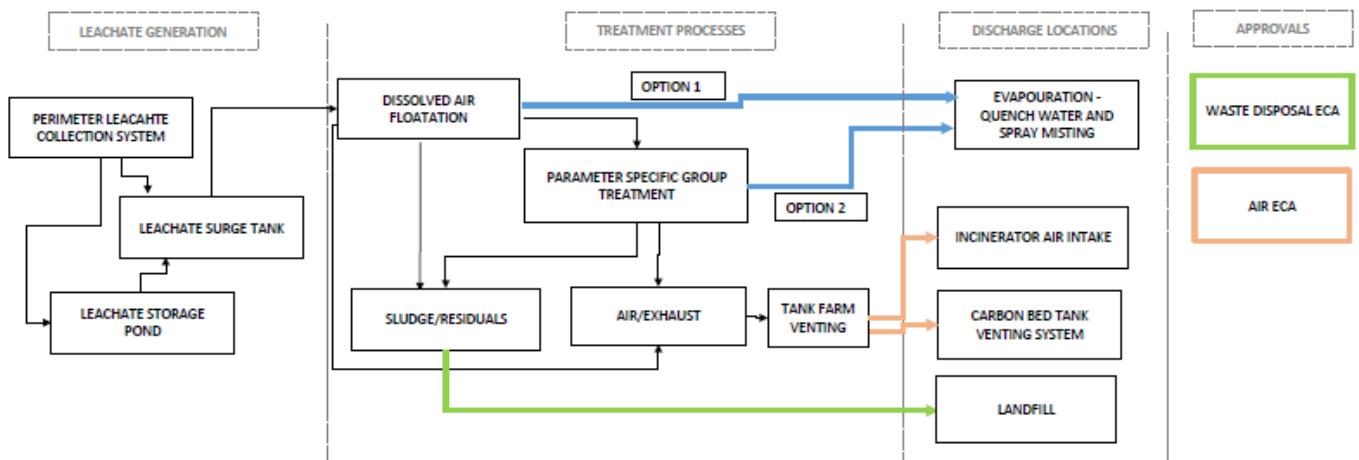 LEACHATE GENERATION
TREATMENT PROCESSES
DISCHARGE LOCATIONS
APPROVALS
PERIMETER LEACAHTE
COLLECTION SYSTEM
LEACHATE SURGE TANK
LEACHATE STORAGE
POND
DISSOLVED AIR
FLOATATION
OPTION 1
PARAMETER SPECIFIC GROUP
TREATMENT
OPTION 2
SLUDGE/RESIDUALS
AIR/EXHAUST
TANK FARM
VENTING
EVAPOURATION -
QUENCH WATER AND
SPRAY MISTING
INCINERATOR AIR INTAKE
CARBON BED TANK
VENTING SYSTEM
LANDFILL
WASTE DISPOSAL ECA
AIR ECA